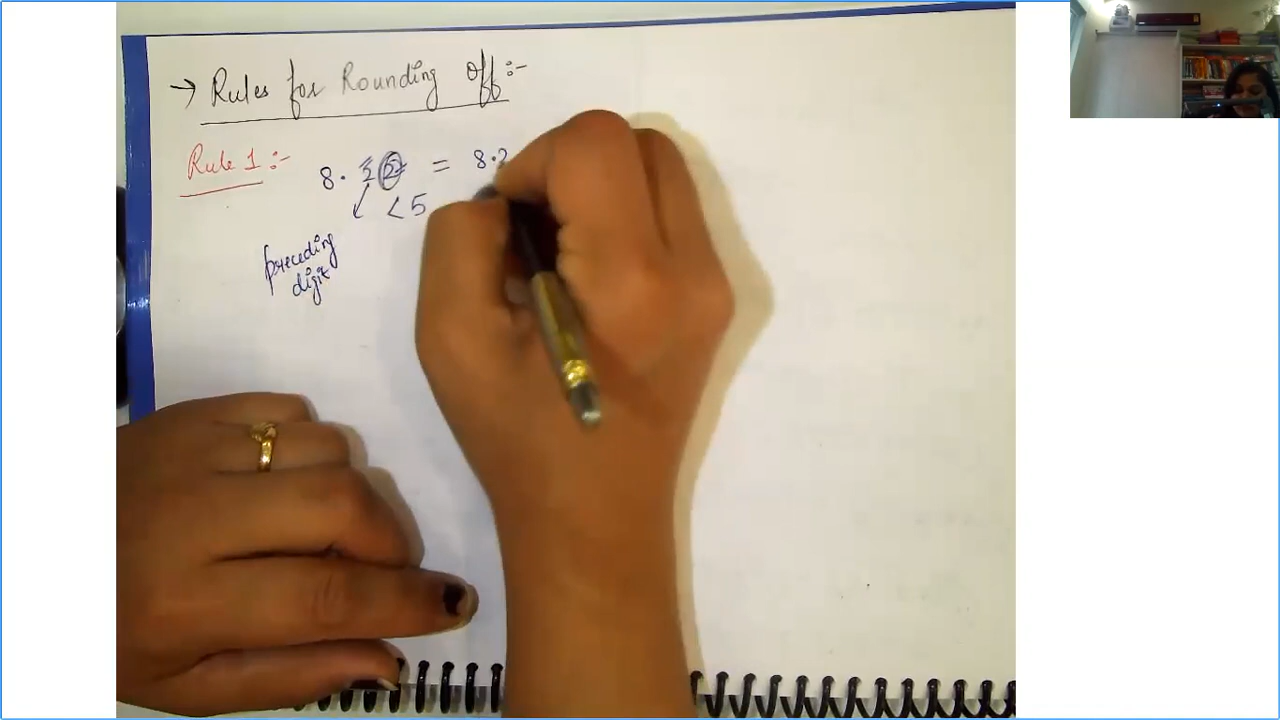 → Rules for Rounding Off:-
Rule 1:-
8.32 = 8.3
< 5
preceding
digit